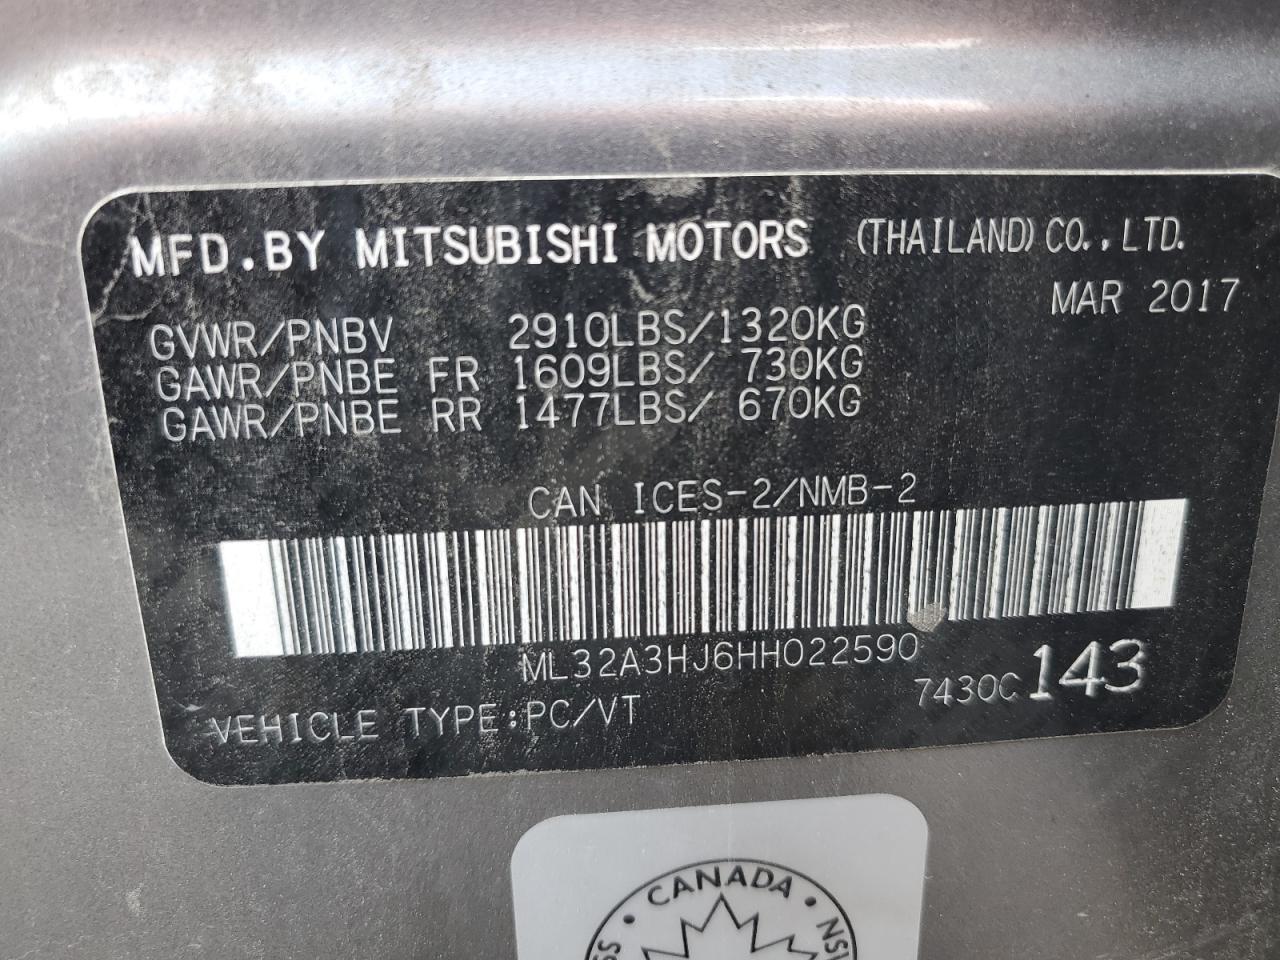 MFD.BY MITSUBISHI MOTORS (THAILAND) CO.,LTD.
MAR 2017
GVWR/PNBV 2910LBS/1320KG
GAWR/PNBE FR 1609LBS/ 730KG
GAWR/PNBE RR 1477LBS/ 670KG
CAN ICES-2/NMB-2
ML32A3HJ6HH022590
7430C 143
VEHICLE TYPE:PC/VT
CANADA